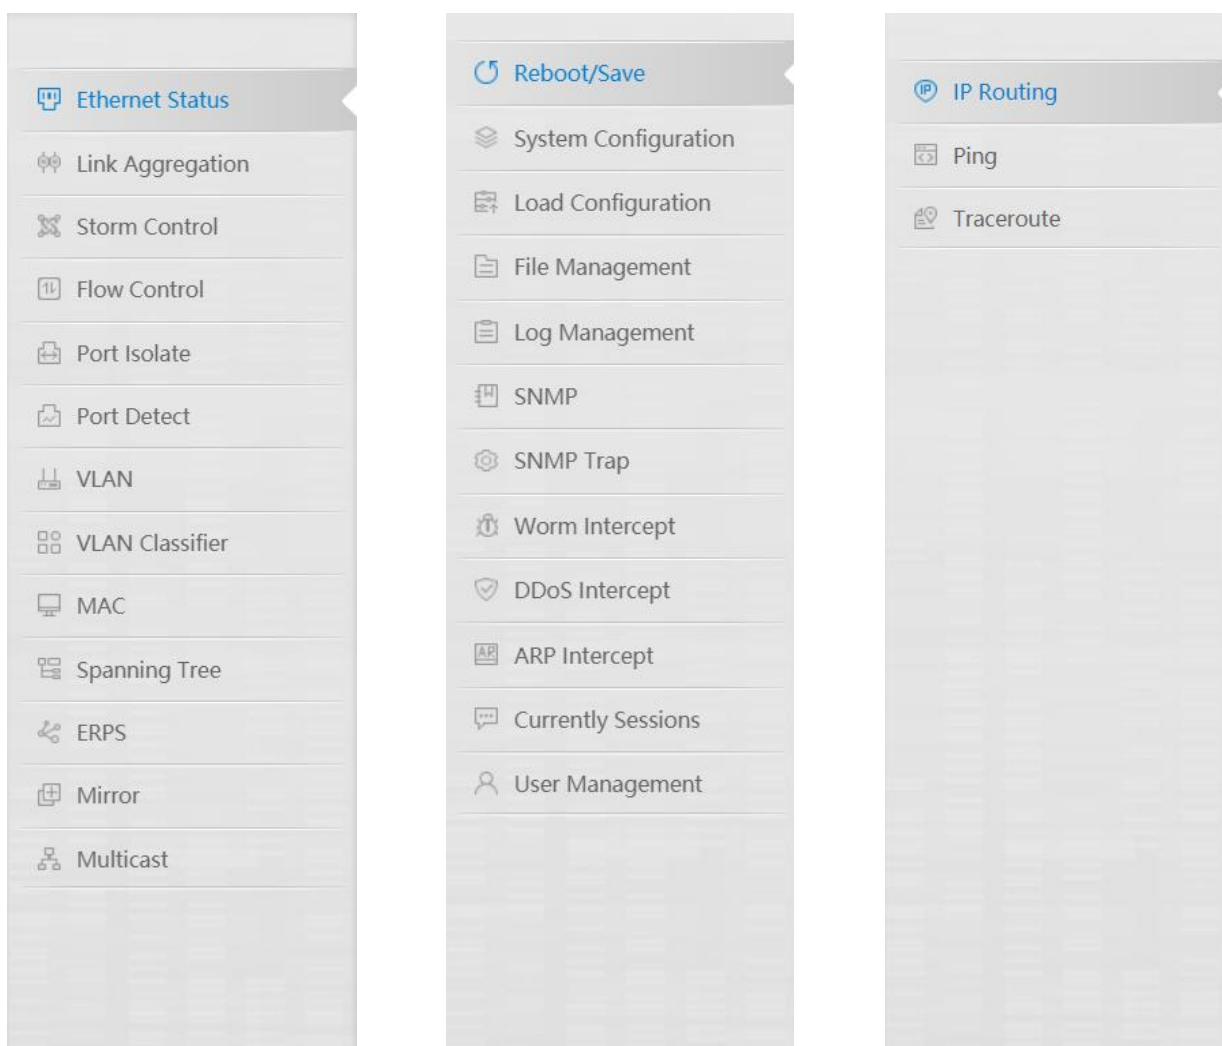 Ethernet Status
Link Aggregation
Storm Control
Flow Control
Port Isolate
Port Detect
VLAN
VLAN Classifier
MAC
Spanning Tree
ERPS
Mirror
Multicast
Reboot/Save
System Configuration
Load Configuration
File Management
Log Management
SNMP
SNMP Trap
Worm Intercept
DDoS Intercept
ARP Intercept
Currently Sessions
User Management
IP Routing
Ping
Traceroute